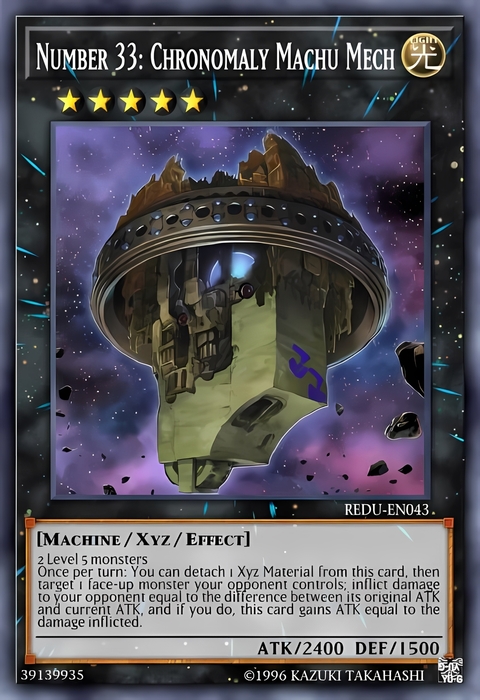 NUMBER 33: CHRONOMALY MACHU MECH
LIGHT
光
REDU-EN043
[MACHINE / XYZ / EFFECT]
2 Level 5 monsters
Once per turn: You can detach 1 Xyz Material from this card, then
target 1 face-up monster your opponent controls; inflict damage
to your opponent equal to the difference between its original ATK
and current ATK, and if you do, this card gains ATK equal to the
damage inflicted.
ATK/2400 DEF/1500
39139935
©1996 KAZUKI TAKAHASHI